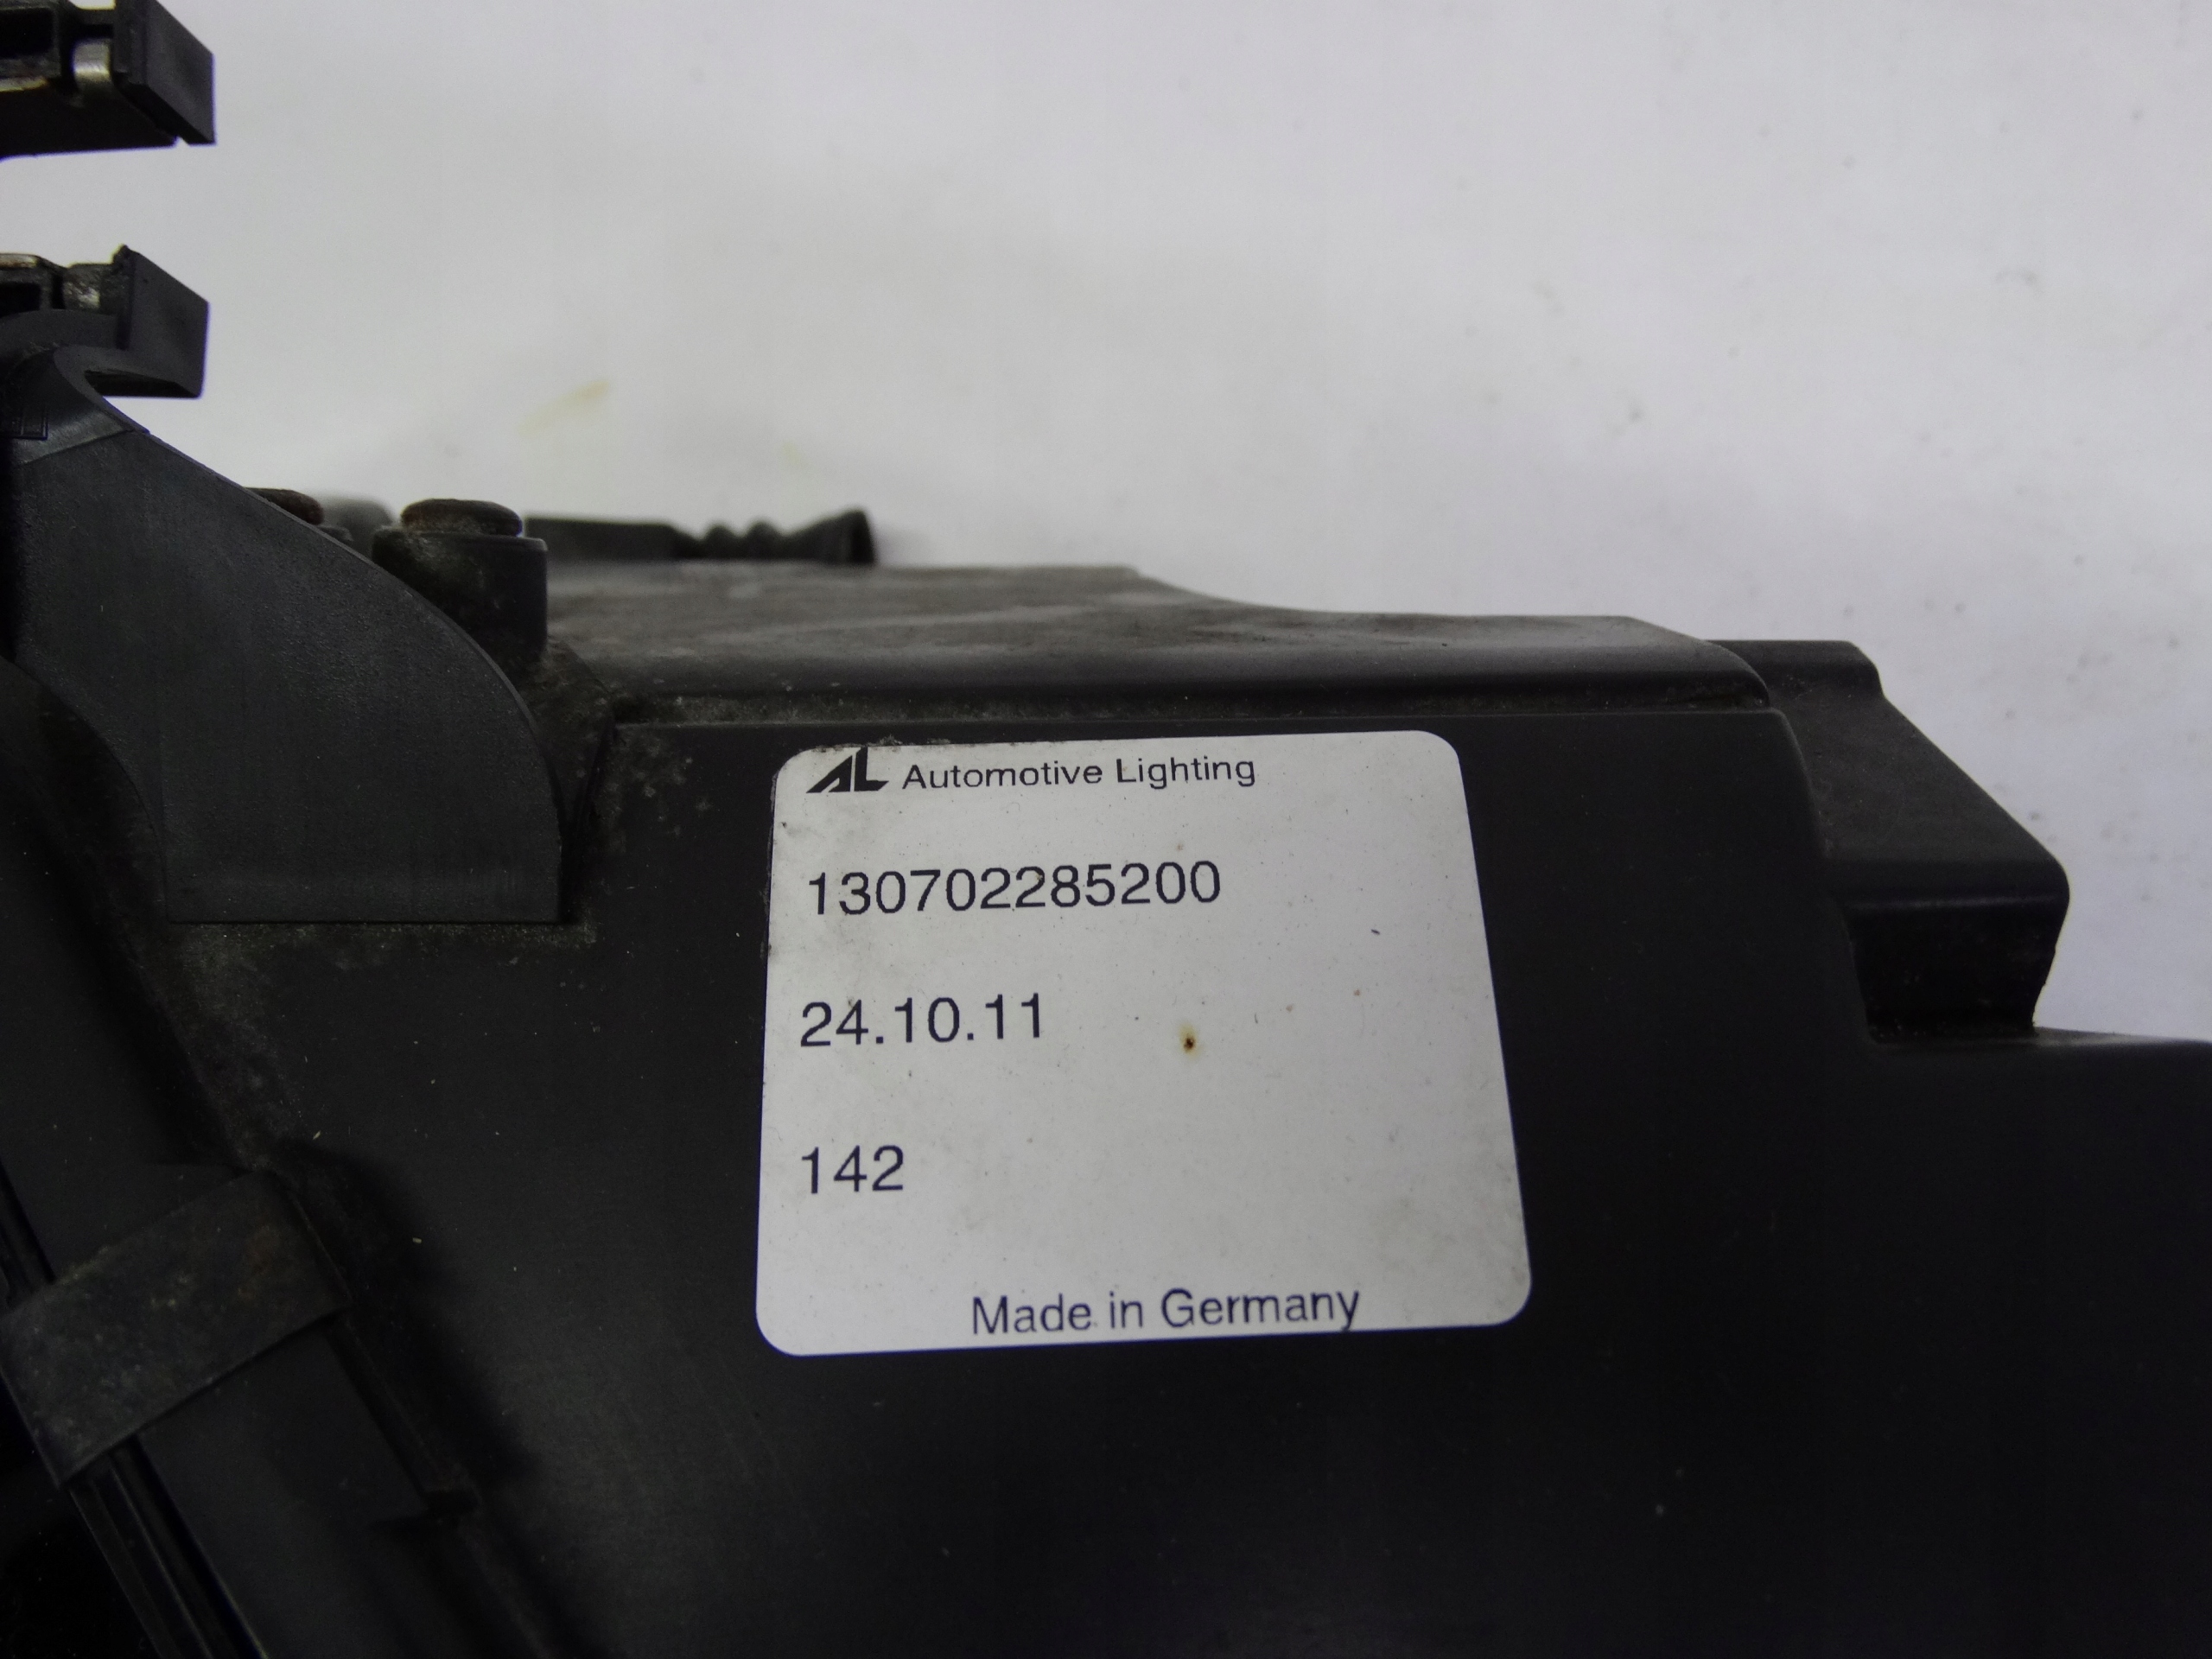 AL Automotive Lighting
130702285200
24.10.11
142
Made in Germany